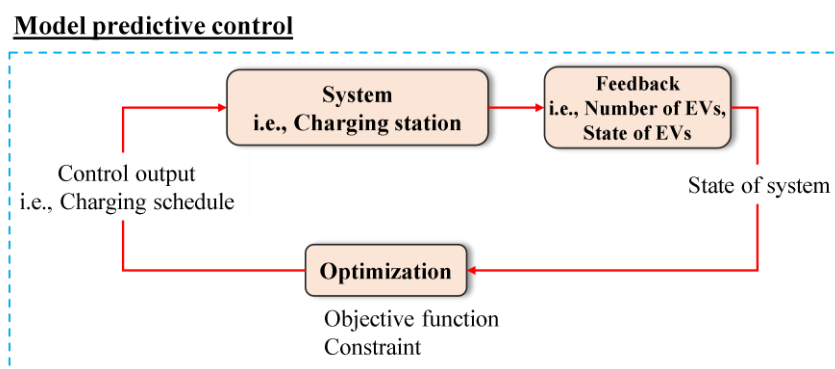 Model predictive control
System
i.e., Charging station
Feedback
i.e., Number of EVs,
State of EVs
Control output
i.e., Charging schedule
State of system
Optimization
Objective function
Constraint